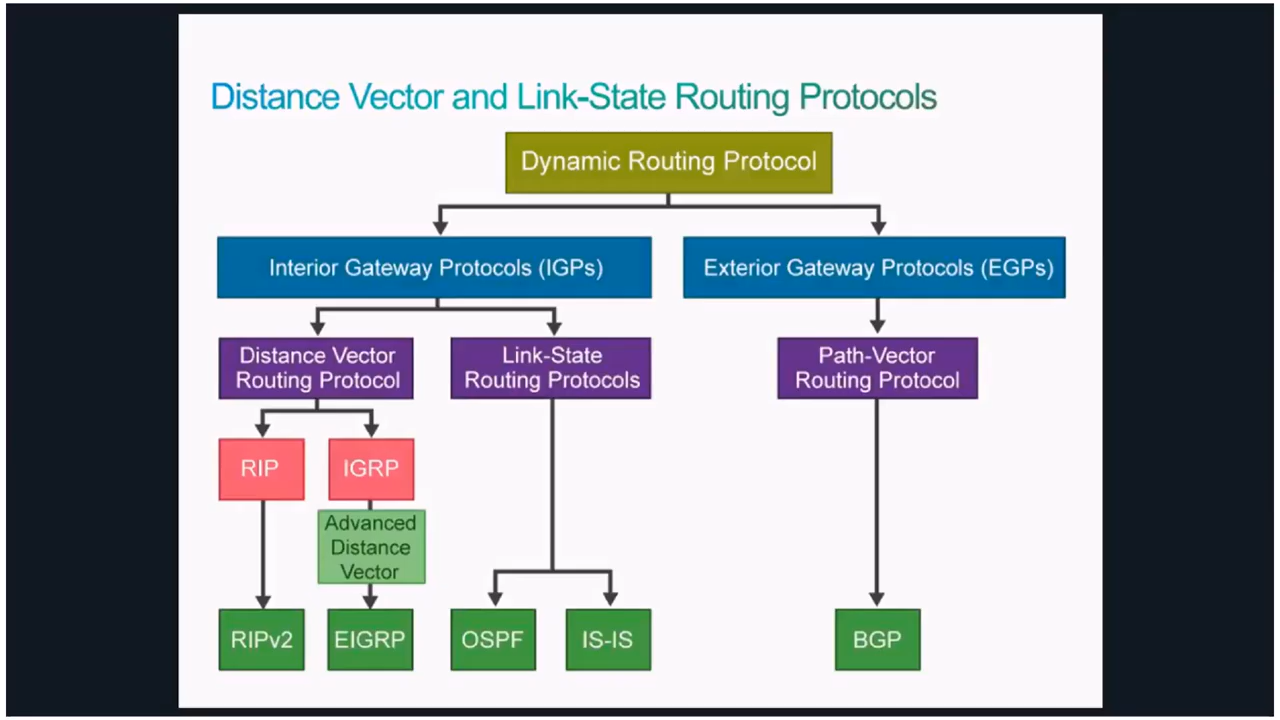 Distance Vector and Link-State Routing Protocols
Dynamic Routing Protocol
Interior Gateway Protocols (IGPs)
Exterior Gateway Protocols (EGPs)
Distance Vector
Routing Protocol
Link-State
Routing Protocols
Path-Vector
Routing Protocol
RIP
IGRP
Advanced
Distance
Vector
RIPv2
EIGRP
OSPF
IS-IS
BGP